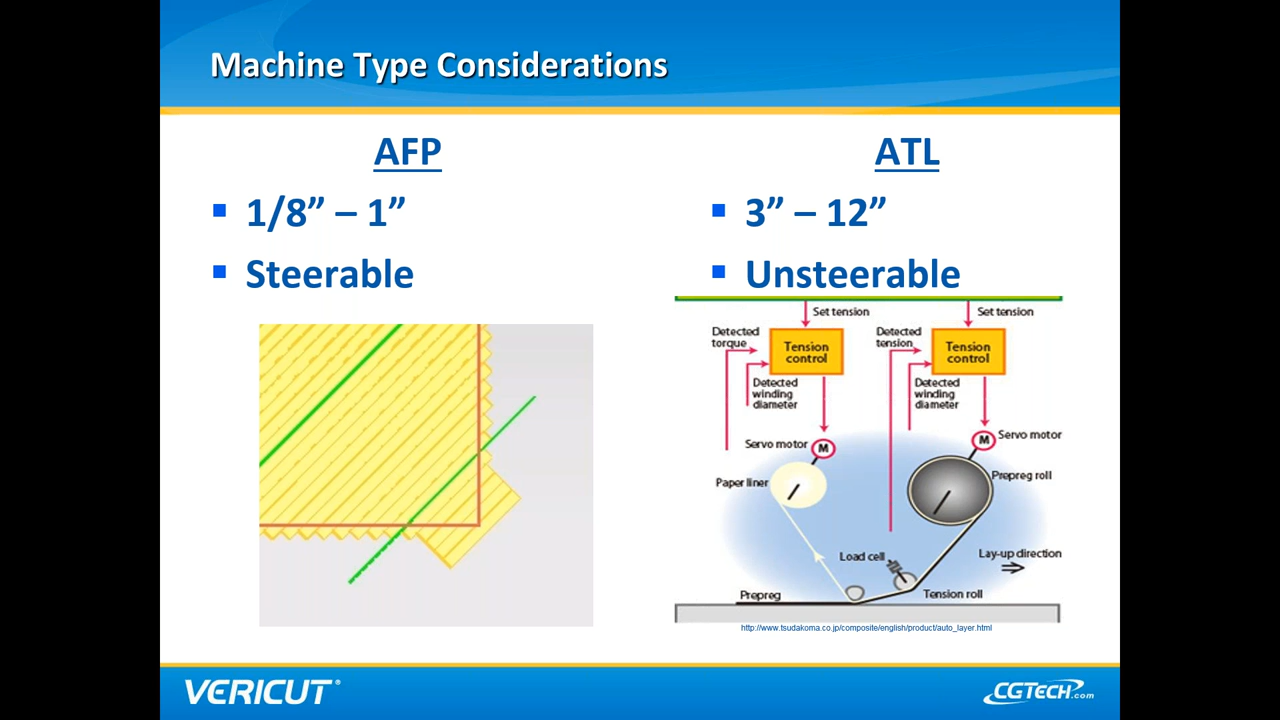 Machine Type Considerations
AFP
1/8” – 1”
Steerable
ATL
3” – 12”
Unsteerable
Set tension
Set tension
Detected
torque
Tension
control
Detected
tension
Tension
control
Detected
winding
diameter
Detected
winding
diameter
Servo motor
M
M
Servo motor
Paper liner
Prepreg roll
Load cell
Lay-up direction
Prepreg
Tension roll
http://www.tsudakoma.co.jp/composite/english/product/auto_layer.html
VERICUT®
CGTECH.com